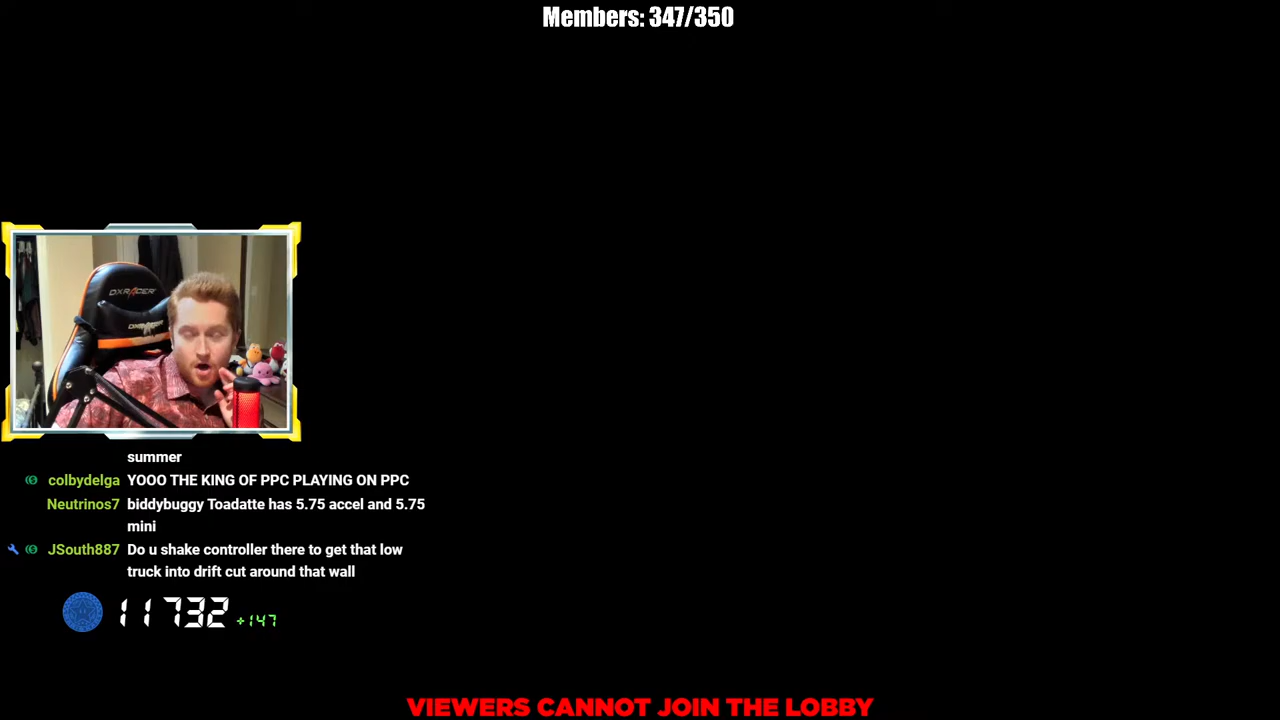 Members: 347/350
DXRACER
summer
colbydelga YOOO THE KING OF PPC PLAYING ON PPC
Neutrinos7 biddybuggy Toadatte has 5.75 accel and 5.75
mini
JSouth887 Do u shake controller there to get that low
truck into drift cut around that wall
11732 +147
VIEWERS CANNOT JOIN THE LOBBY